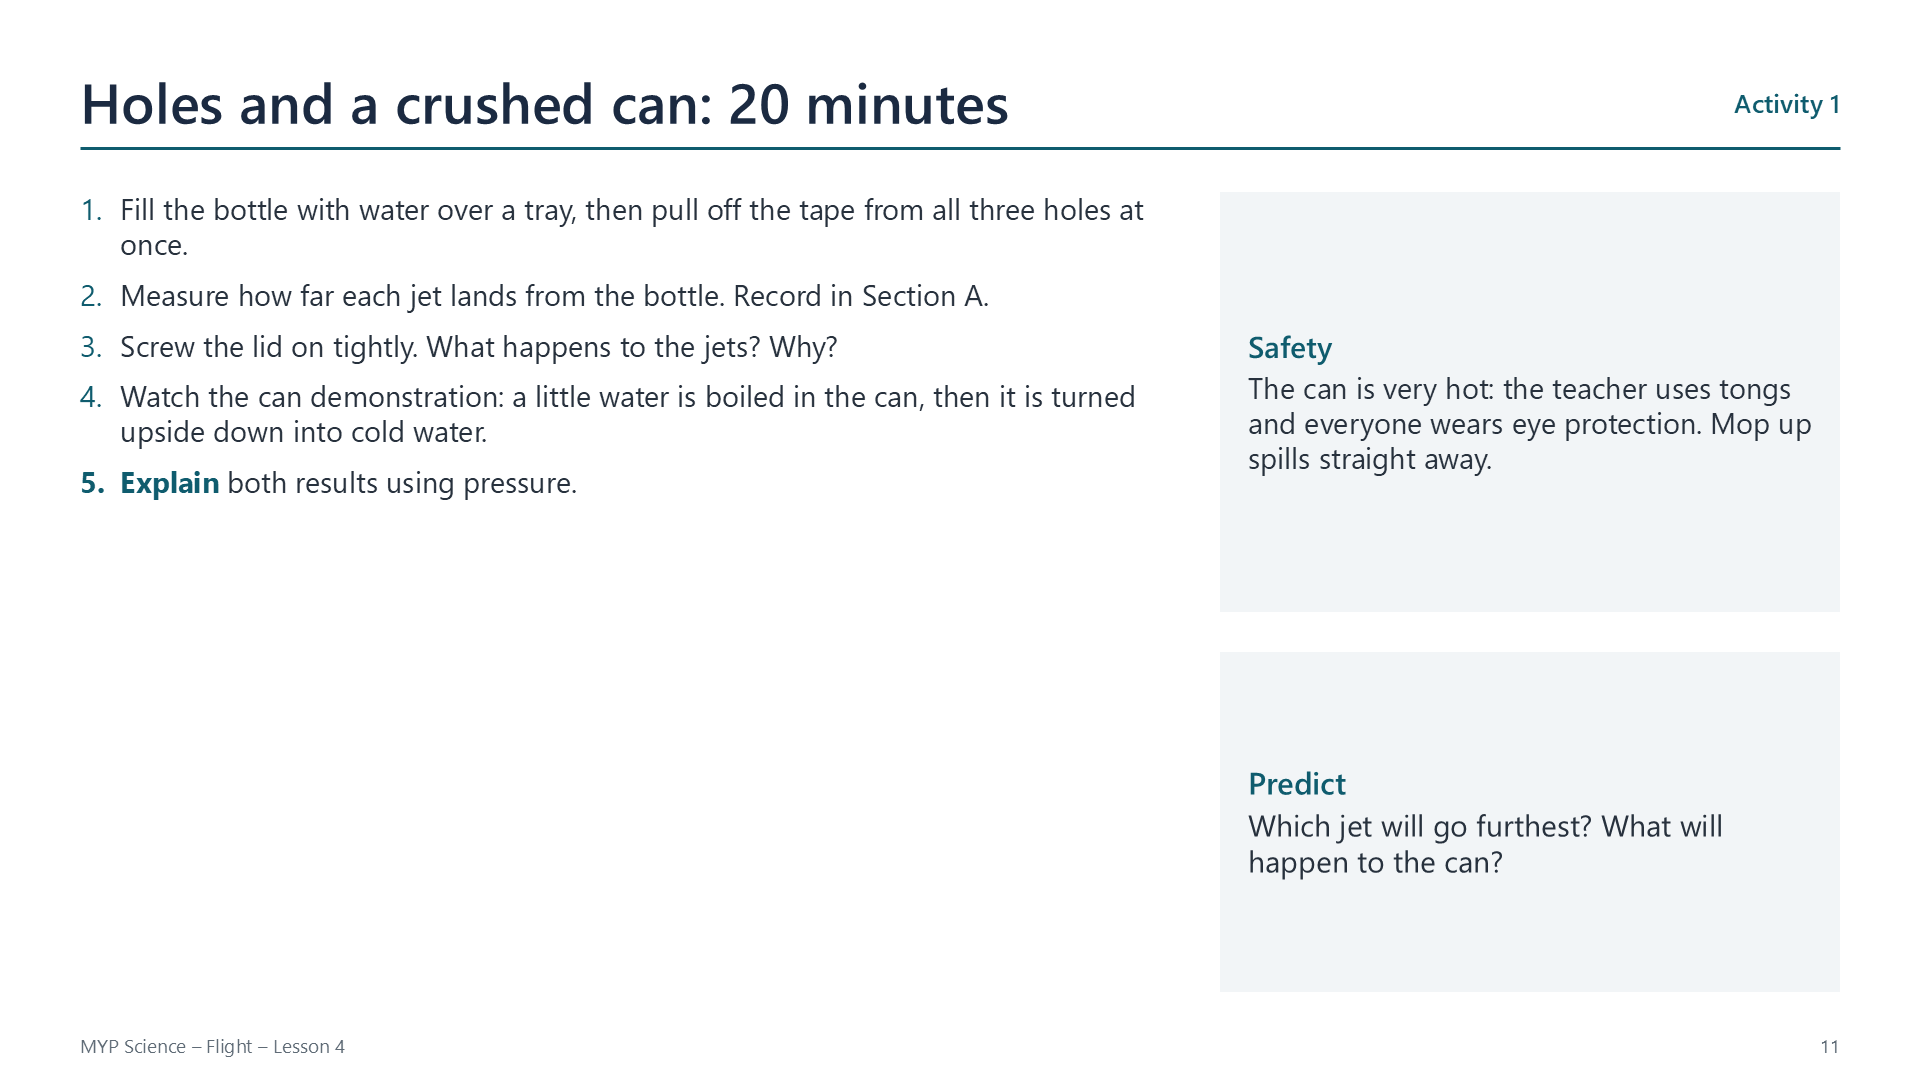 Holes and a crushed can: 20 minutes
Activity 1
1. Fill the bottle with water over a tray, then pull off the tape from all three holes at
once.
2. Measure how far each jet lands from the bottle. Record in Section A.
3. Screw the lid on tightly. What happens to the jets? Why?
4. Watch the can demonstration: a little water is boiled in the can, then it is turned
upside down into cold water.
5. Explain both results using pressure.
Safety
The can is very hot: the teacher uses tongs
and everyone wears eye protection. Mop up
spills straight away.
Predict
Which jet will go furthest? What will
happen to the can?
MYP Science – Flight – Lesson 4
11